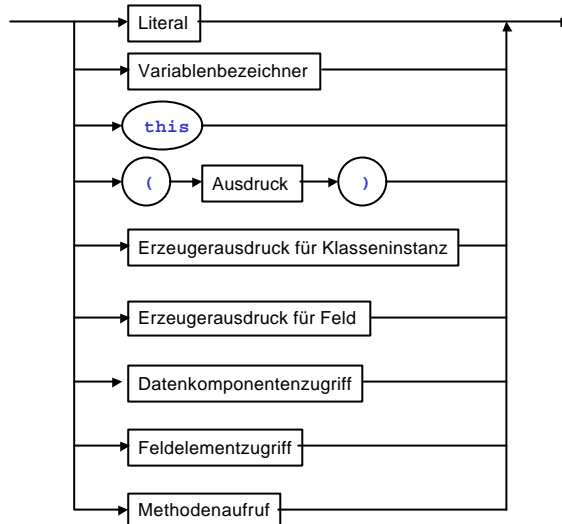 Literal
Variablenbezeichner
this
( Ausdruck )
Erzeugerausdruck für Klasseninstanz
Erzeugerausdruck für Feld
Datenkomponentenzugriff
Feldelementzugriff
Methodenaufruf